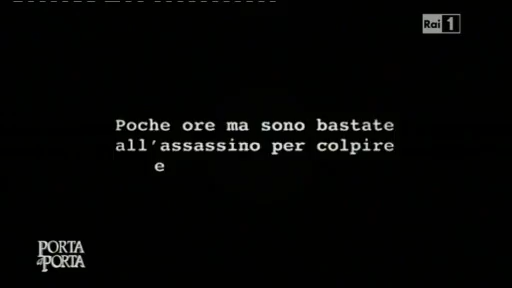 Rai 1
Poche ore ma sono bastate
all'assassino per colpire
e
PORTA
a PORTA